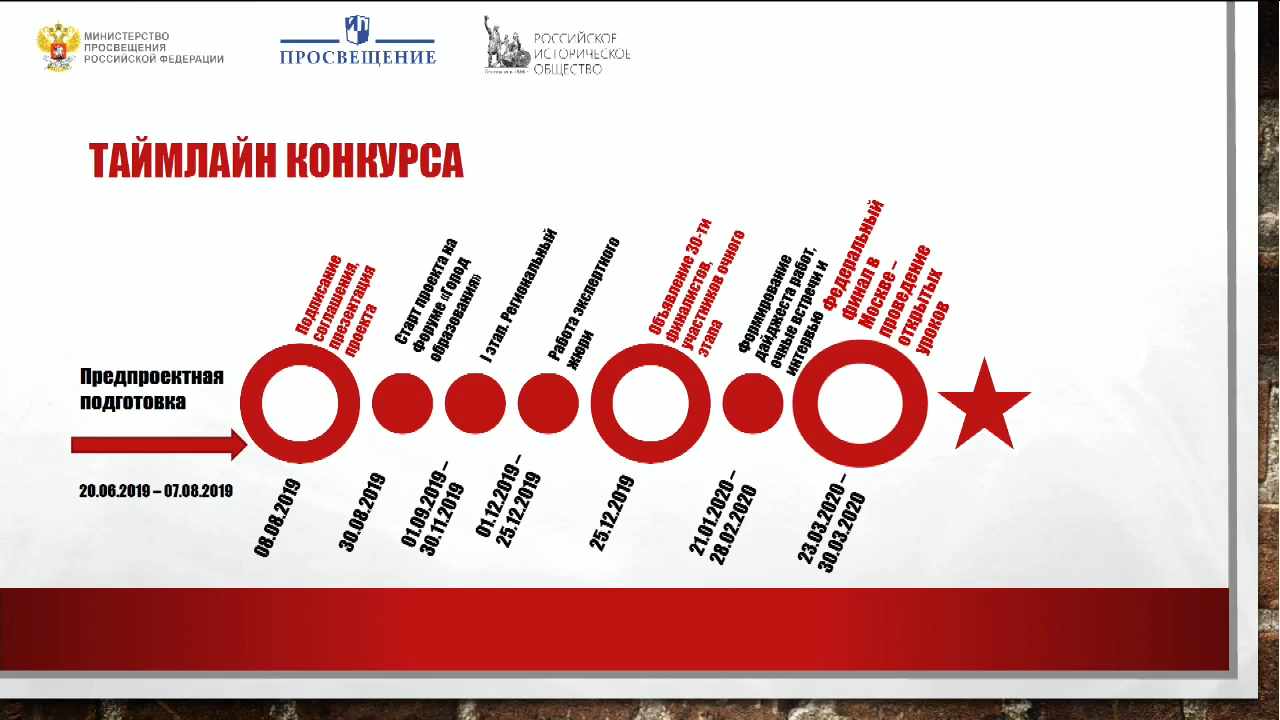 МИНИСТЕРСТВО
ПРОСВЕЩЕНИЯ
РОССИЙСКОЙ ФЕДЕРАЦИИ
ПРОСВЕЩЕНИЕ
РОССИЙСКОЕ
ИСТОРИЧЕСКОЕ
ОБЩЕСТВО
ТАЙМЛАЙН КОНКУРСА
Предпроектная
подготовка
20.06.2019 – 07.08.2019
Подписание
соглашения,
презентация
проекта
Старт проекта на
форуме «Город
образования»
I этап. Региональный
Работа экспертного
жюри
Объявление 30-ти
финалистов,
участников очного
этапа
Формирование
дайджеста работ,
очные встречи и
интервью
Федеральный
финал в
Москве –
проведение
открытых
уроков
08.08.2019
30.08.2019
01.09.2019 –
30.11.2019
01.12.2019 –
25.12.2019
25.12.2019
21.01.2020 –
28.02.2020
23.03.2020 –
30.03.2020